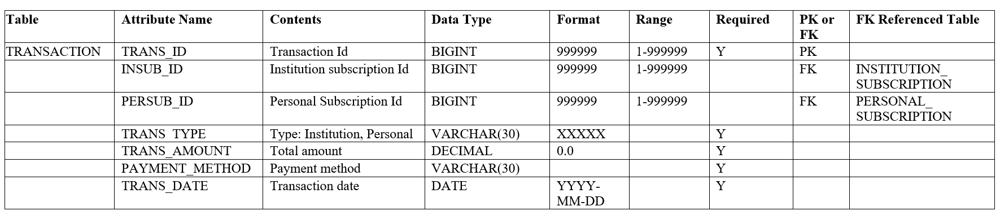 Table Attribute Name Contents Data Type Format Range Required PK or FK Referenced Table
FK
TRANSACTION TRANS_ID Transaction Id BIGINT 999999 1-999999 Y PK
INSUB_ID Institution subscription Id BIGINT 999999 1-999999 FK INSTITUTION_
SUBSCRIPTION
PERSUB_ID Personal Subscription Id BIGINT 999999 1-999999 FK PERSONAL_
SUBSCRIPTION
TRANS_TYPE Type: Institution, Personal VARCHAR(30) XXXXX Y
TRANS_AMOUNT Total amount DECIMAL 0.0 Y
PAYMENT_METHOD Payment method VARCHAR(30) Y
TRANS_DATE Transaction date DATE YYYY- Y
MM-DD